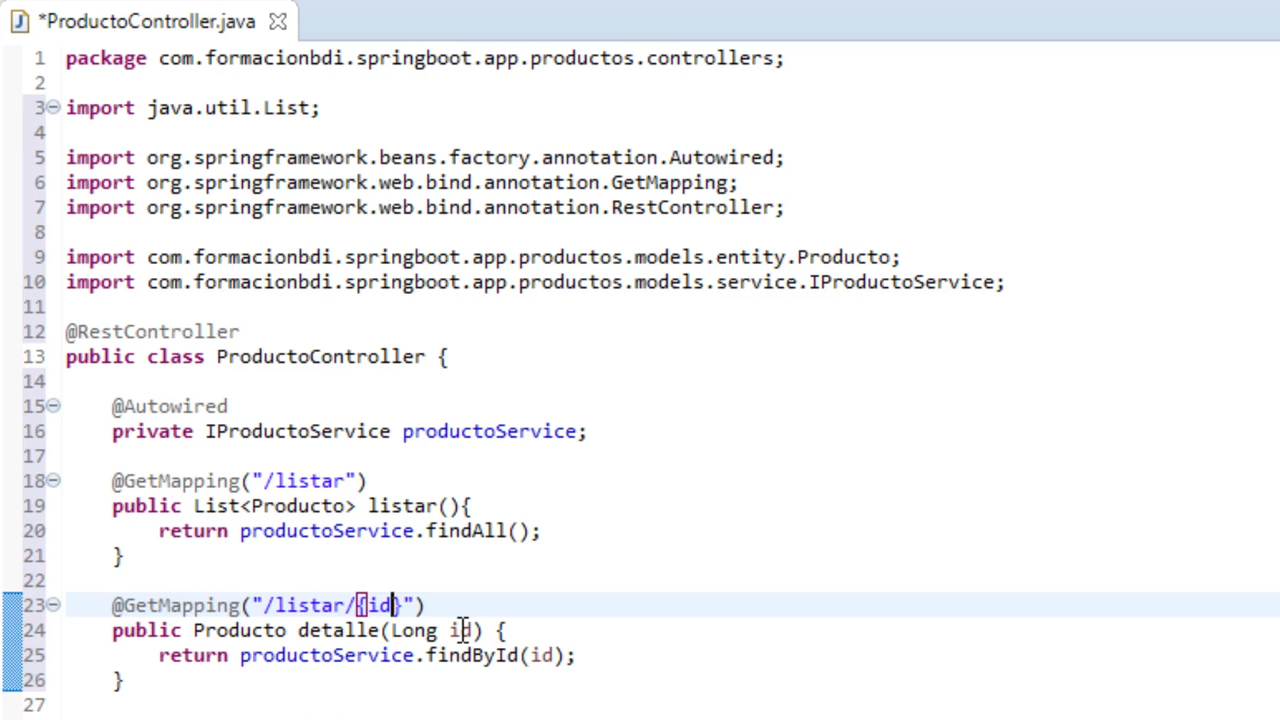 *ProductoController.java
1 package com.formacionbdi.springboot.app.productos.controllers;
2
3 import java.util.List;
4
5 import org.springframework.beans.factory.annotation.Autowired;
6 import org.springframework.web.bind.annotation.GetMapping;
7 import org.springframework.web.bind.annotation.RestController;
8
9 import com.formacionbdi.springboot.app.productos.models.entity.Producto;
10 import com.formacionbdi.springboot.app.productos.models.service.IProductoService;
11
12 @RestController
13 public class ProductoController {
14
15 @Autowired
16 private IProductoService productoService;
17
18 @GetMapping("/listar")
19 public List<Producto> listar(){
20 return productoService.findAll();
21 }
22
23 @GetMapping("/listar/{id}")
24 public Producto detalle(Long id) {
25 return productoService.findById(id);
26 }
27